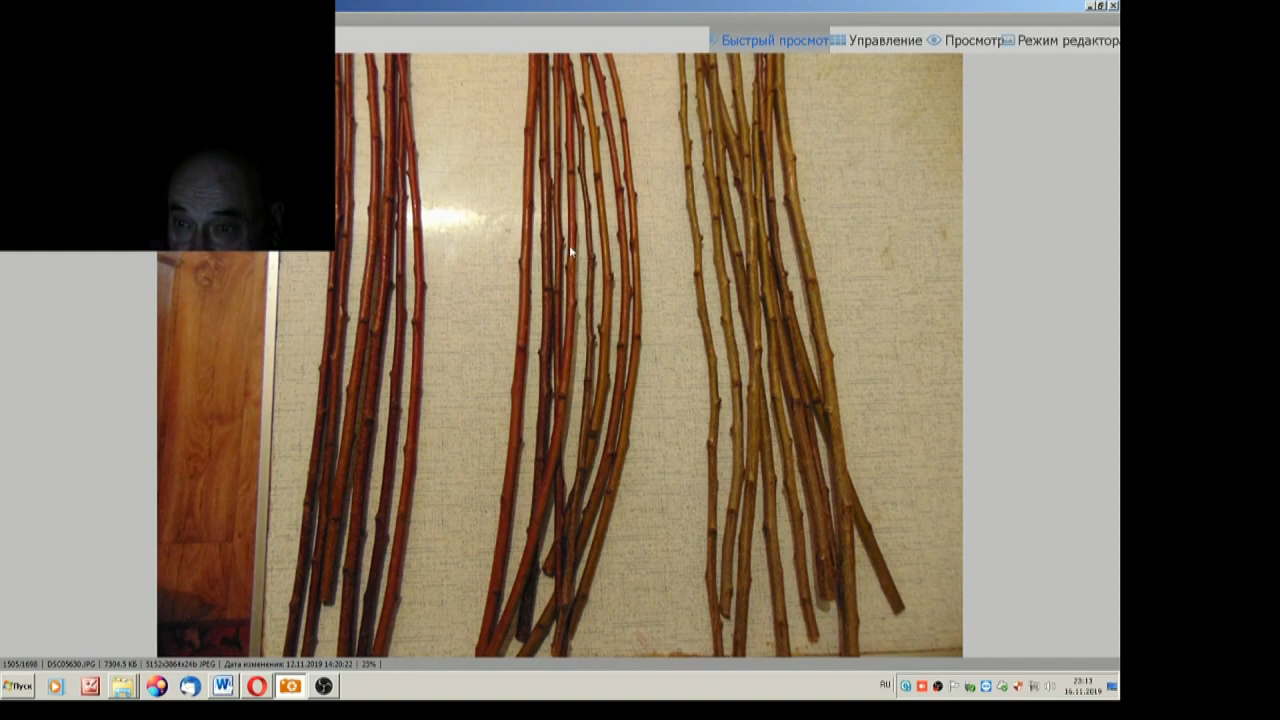 Быстрый просмот Управление Просмотр Режим редактор
1505/1698 | DSC05630.JPG | 7304.5 КБ | 5152x3864x24b JPEG | Дата изменения: 12.11.2019 14:20:22 | 23% |
Пуск
RU
23:13
16.11.2019